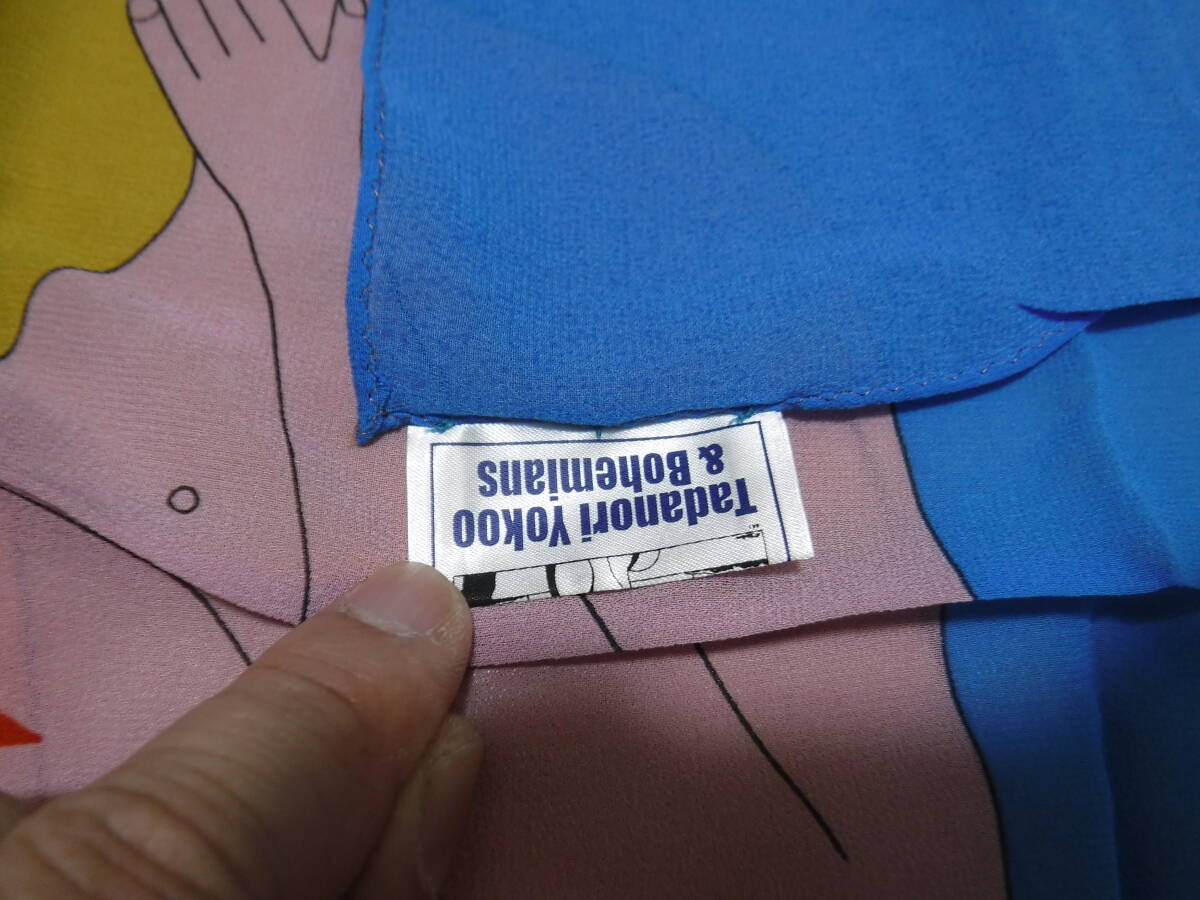 Tadanori Yokoo
& Bohemians